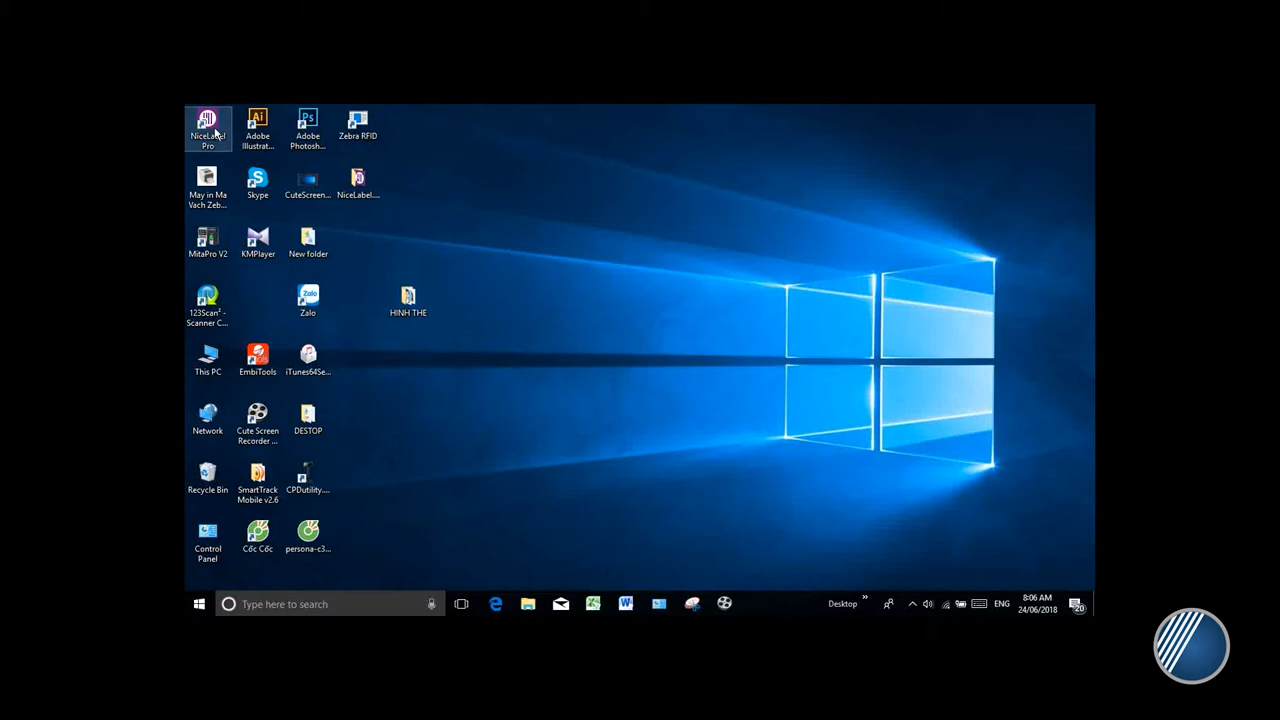 NiceLabel
Pro
Adobe
Illustrat...
Adobe
Photosh...
Zebra RFID
May in Ma
Vach Zeb...
Skype
CuteScreen...
NiceLabel....
MitaPro V2
KMPlayer
New folder
123Scan² -
Scanner C...
Zalo
Zalo
HINH THE
This PC
EmbiTools
iTunes64Se...
Network
Cute Screen
Recorder ...
DESTOP
Recycle Bin
SmartTrack
Mobile v2.6
CPDutility....
Control
Panel
Cốc Cốc
persona-c3...
Type here to search
Desktop
ENG
8:06 AM
24/06/2018
20